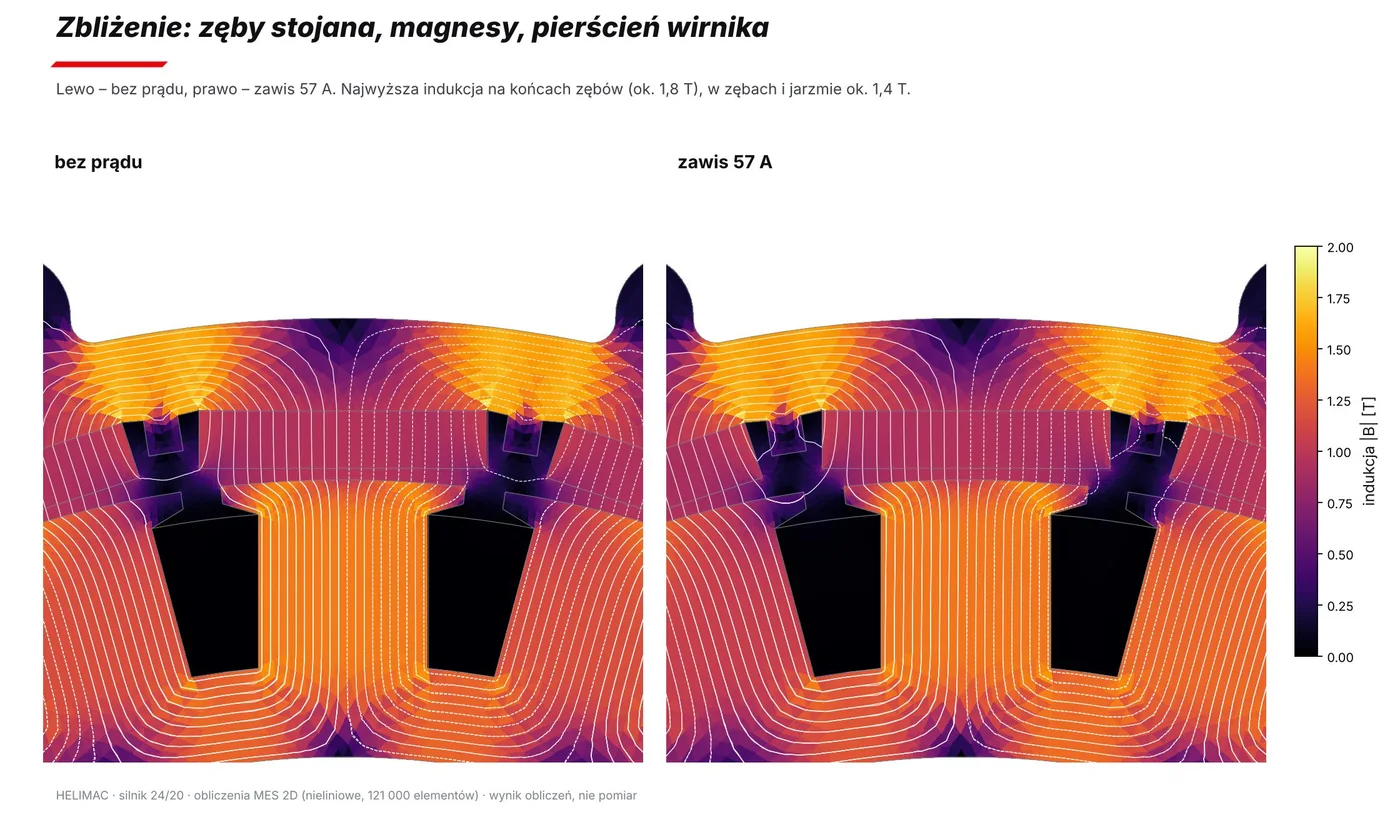 Zbliżenie: zęby stojana, magnesy, pierścień wirnika
Lewo – bez prądu, prawo – zawis 57 A. Najwyższa indukcja na końcach zębów (ok. 1,8 T), w zębach i jarzmie ok. 1,4 T.
bez prądu
zawis 57 A
2.00
1.75
1.50
1.25
1.00
0.75
0.50
0.25
0.00
indukcja |B| [T]
HELIMAC · silnik 24/20 · obliczenia MES 2D (nieliniowe, 121 000 elementów) · wynik obliczeń, nie pomiar